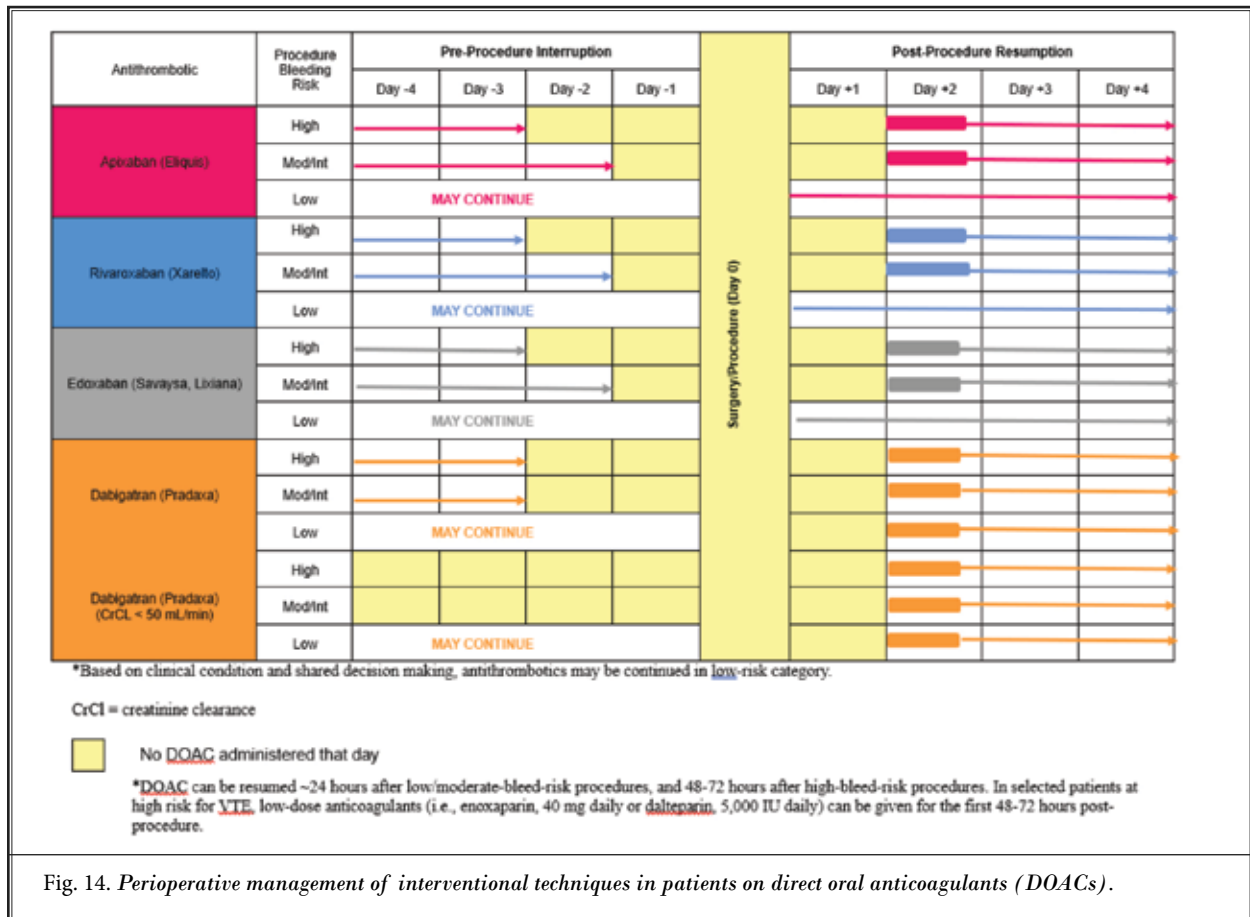 Antithrombotic
Procedure
Bleeding
Risk
Pre-Procedure Interruption
Post-Procedure Resumption
Day -4
Day -3
Day -2
Day -1
Day +1
Day +2
Day +3
Day +4
Surgery/Procedure (Day 0)
Apixaban (Eliquis)
High
Mod/Int
Low
MAY CONTINUE
Rivaroxaban (Xarelto)
High
Mod/Int
Low
MAY CONTINUE
Edoxaban (Savaysa, Lixiana)
High
Mod/Int
Low
MAY CONTINUE
Dabigatran (Pradaxa)
High
Mod/Int
Low
MAY CONTINUE
Dabigatran (Pradaxa)
(CrCL < 50 mL/min)
High
Mod/Int
Low
MAY CONTINUE
*Based on clinical condition and shared decision making, antithrombotics may be continued in low-risk category.
CrCl = creatinine clearance
No DOAC administered that day
*DOAC can be resumed ~24 hours after low/moderate-bleed-risk procedures, and 48-72 hours after high-bleed-risk procedures. In selected patients at
high risk for VTE, low-dose anticoagulants (i.e., enoxaparin, 40 mg daily or dalteparin, 5,000 IU daily) can be given for the first 48-72 hours post-
procedure.
Fig. 14. Perioperative management of interventional techniques in patients on direct oral anticoagulants (DOACs).